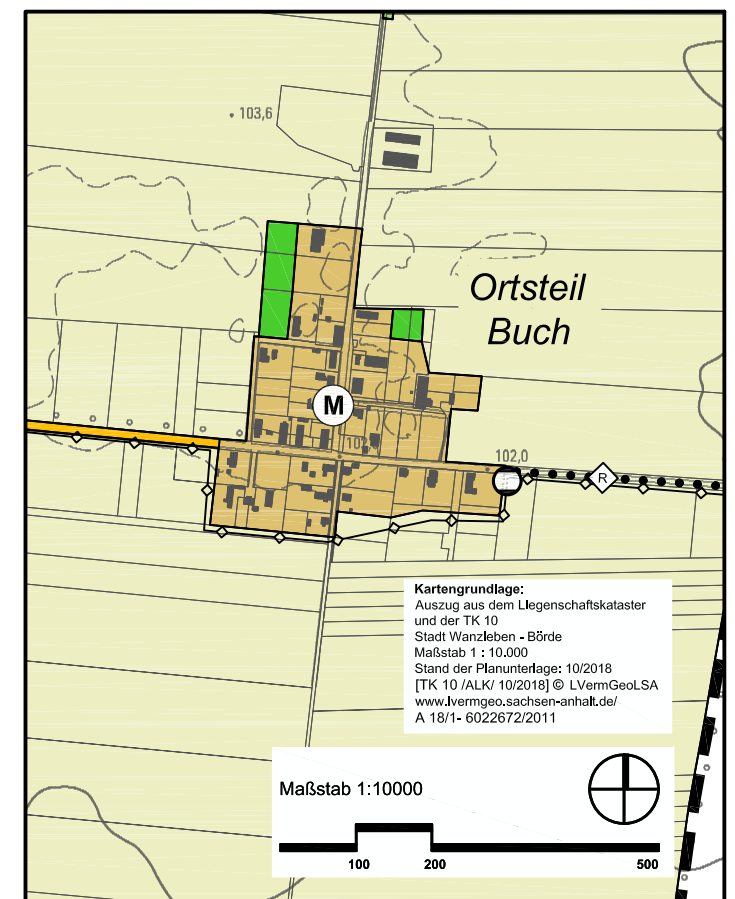 103,6
Ortsteil
Buch
M
102,0
R
Kartengrundlage:
Auszug aus dem Liegenschaftskataster
und der TK 10
Stadt Wanzleben - Börde
Maßstab 1 : 10.000
Stand der Planunterlage: 10/2018
[TK 10 /ALK/ 10/2018] © LVermGeoLSA
www.lvermgeo.sachsen-anhalt.de/
A 18/1- 6022672/2011
Maßstab 1:10000
100 200 500